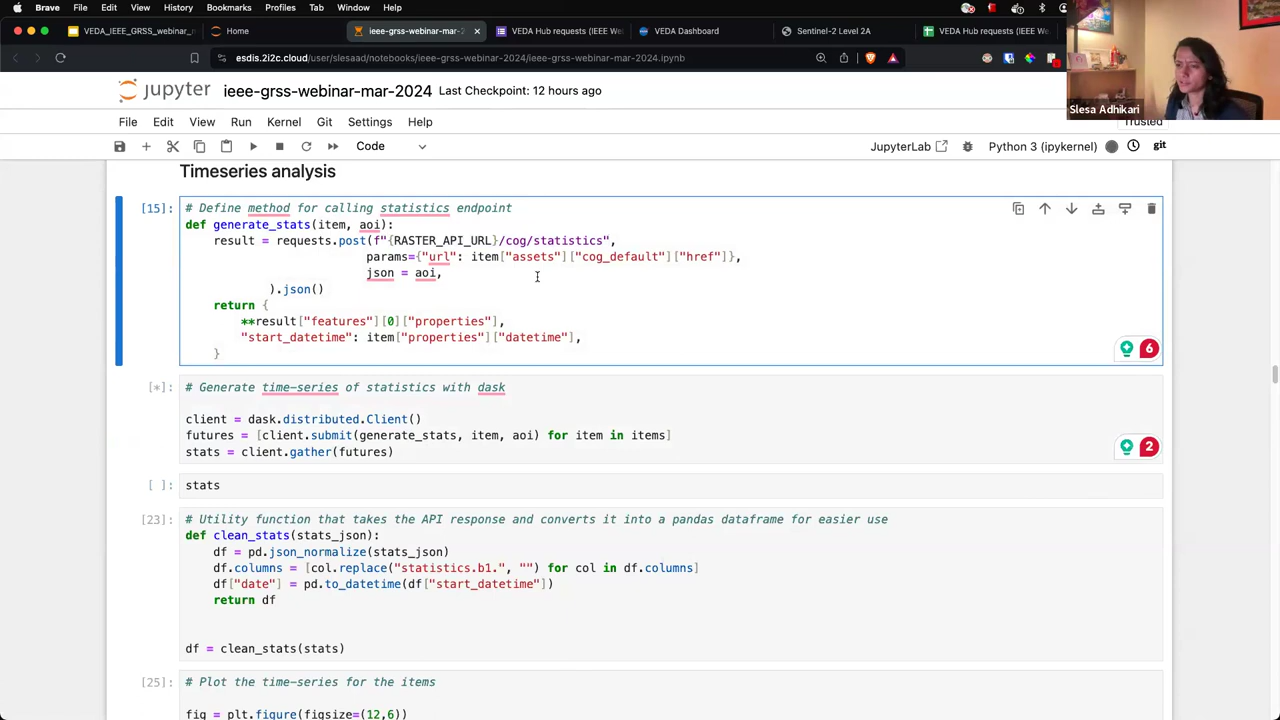 Brave File Edit View History Bookmarks Profiles Tab Window Help
VEDA_IEEE_GRSS_webinar_
Home
ieee-grss-webinar-mar-2
VEDA Hub requests (IEEE We
VEDA Dashboard
Sentinel-2 Level 2A
VEDA Hub requests (IEEE Wel
esdis.2i2c.cloud/user/slesaad/notebooks/ieee-grss-webinar-2024/ieee-grss-webinar-mar-2024.ipynb
jupyter ieee-grss-webinar-mar-2024 Last Checkpoint: 12 hours ago
Slesa Adhikari
Trusted
File Edit View Run Kernel Git Settings Help
Code
JupyterLab
Python 3 (ipykernel)
git
Timeseries analysis
[15]: # Define method for calling statistics endpoint
def generate_stats(item, aoi):
result = requests.post(f"{RASTER_API_URL}/cog/statistics",
params={"url": item["assets"]["cog_default"]["href"]},
json = aoi,
).json()
return {
**result["features"][0]["properties"],
"start_datetime": item["properties"]["datetime"],
}
6
[*]: # Generate time-series of statistics with dask
client = dask.distributed.Client()
futures = [client.submit(generate_stats, item, aoi) for item in items]
stats = client.gather(futures)
2
[ ]: stats
[23]: # Utility function that takes the API response and converts it into a pandas dataframe for easier use
def clean_stats(stats_json):
df = pd.json_normalize(stats_json)
df.columns = [col.replace("statistics.b1.", "") for col in df.columns]
df["date"] = pd.to_datetime(df["start_datetime"])
return df
df = clean_stats(stats)
[25]: # Plot the time-series for the items
fig = plt.figure(figsize=(12,6))